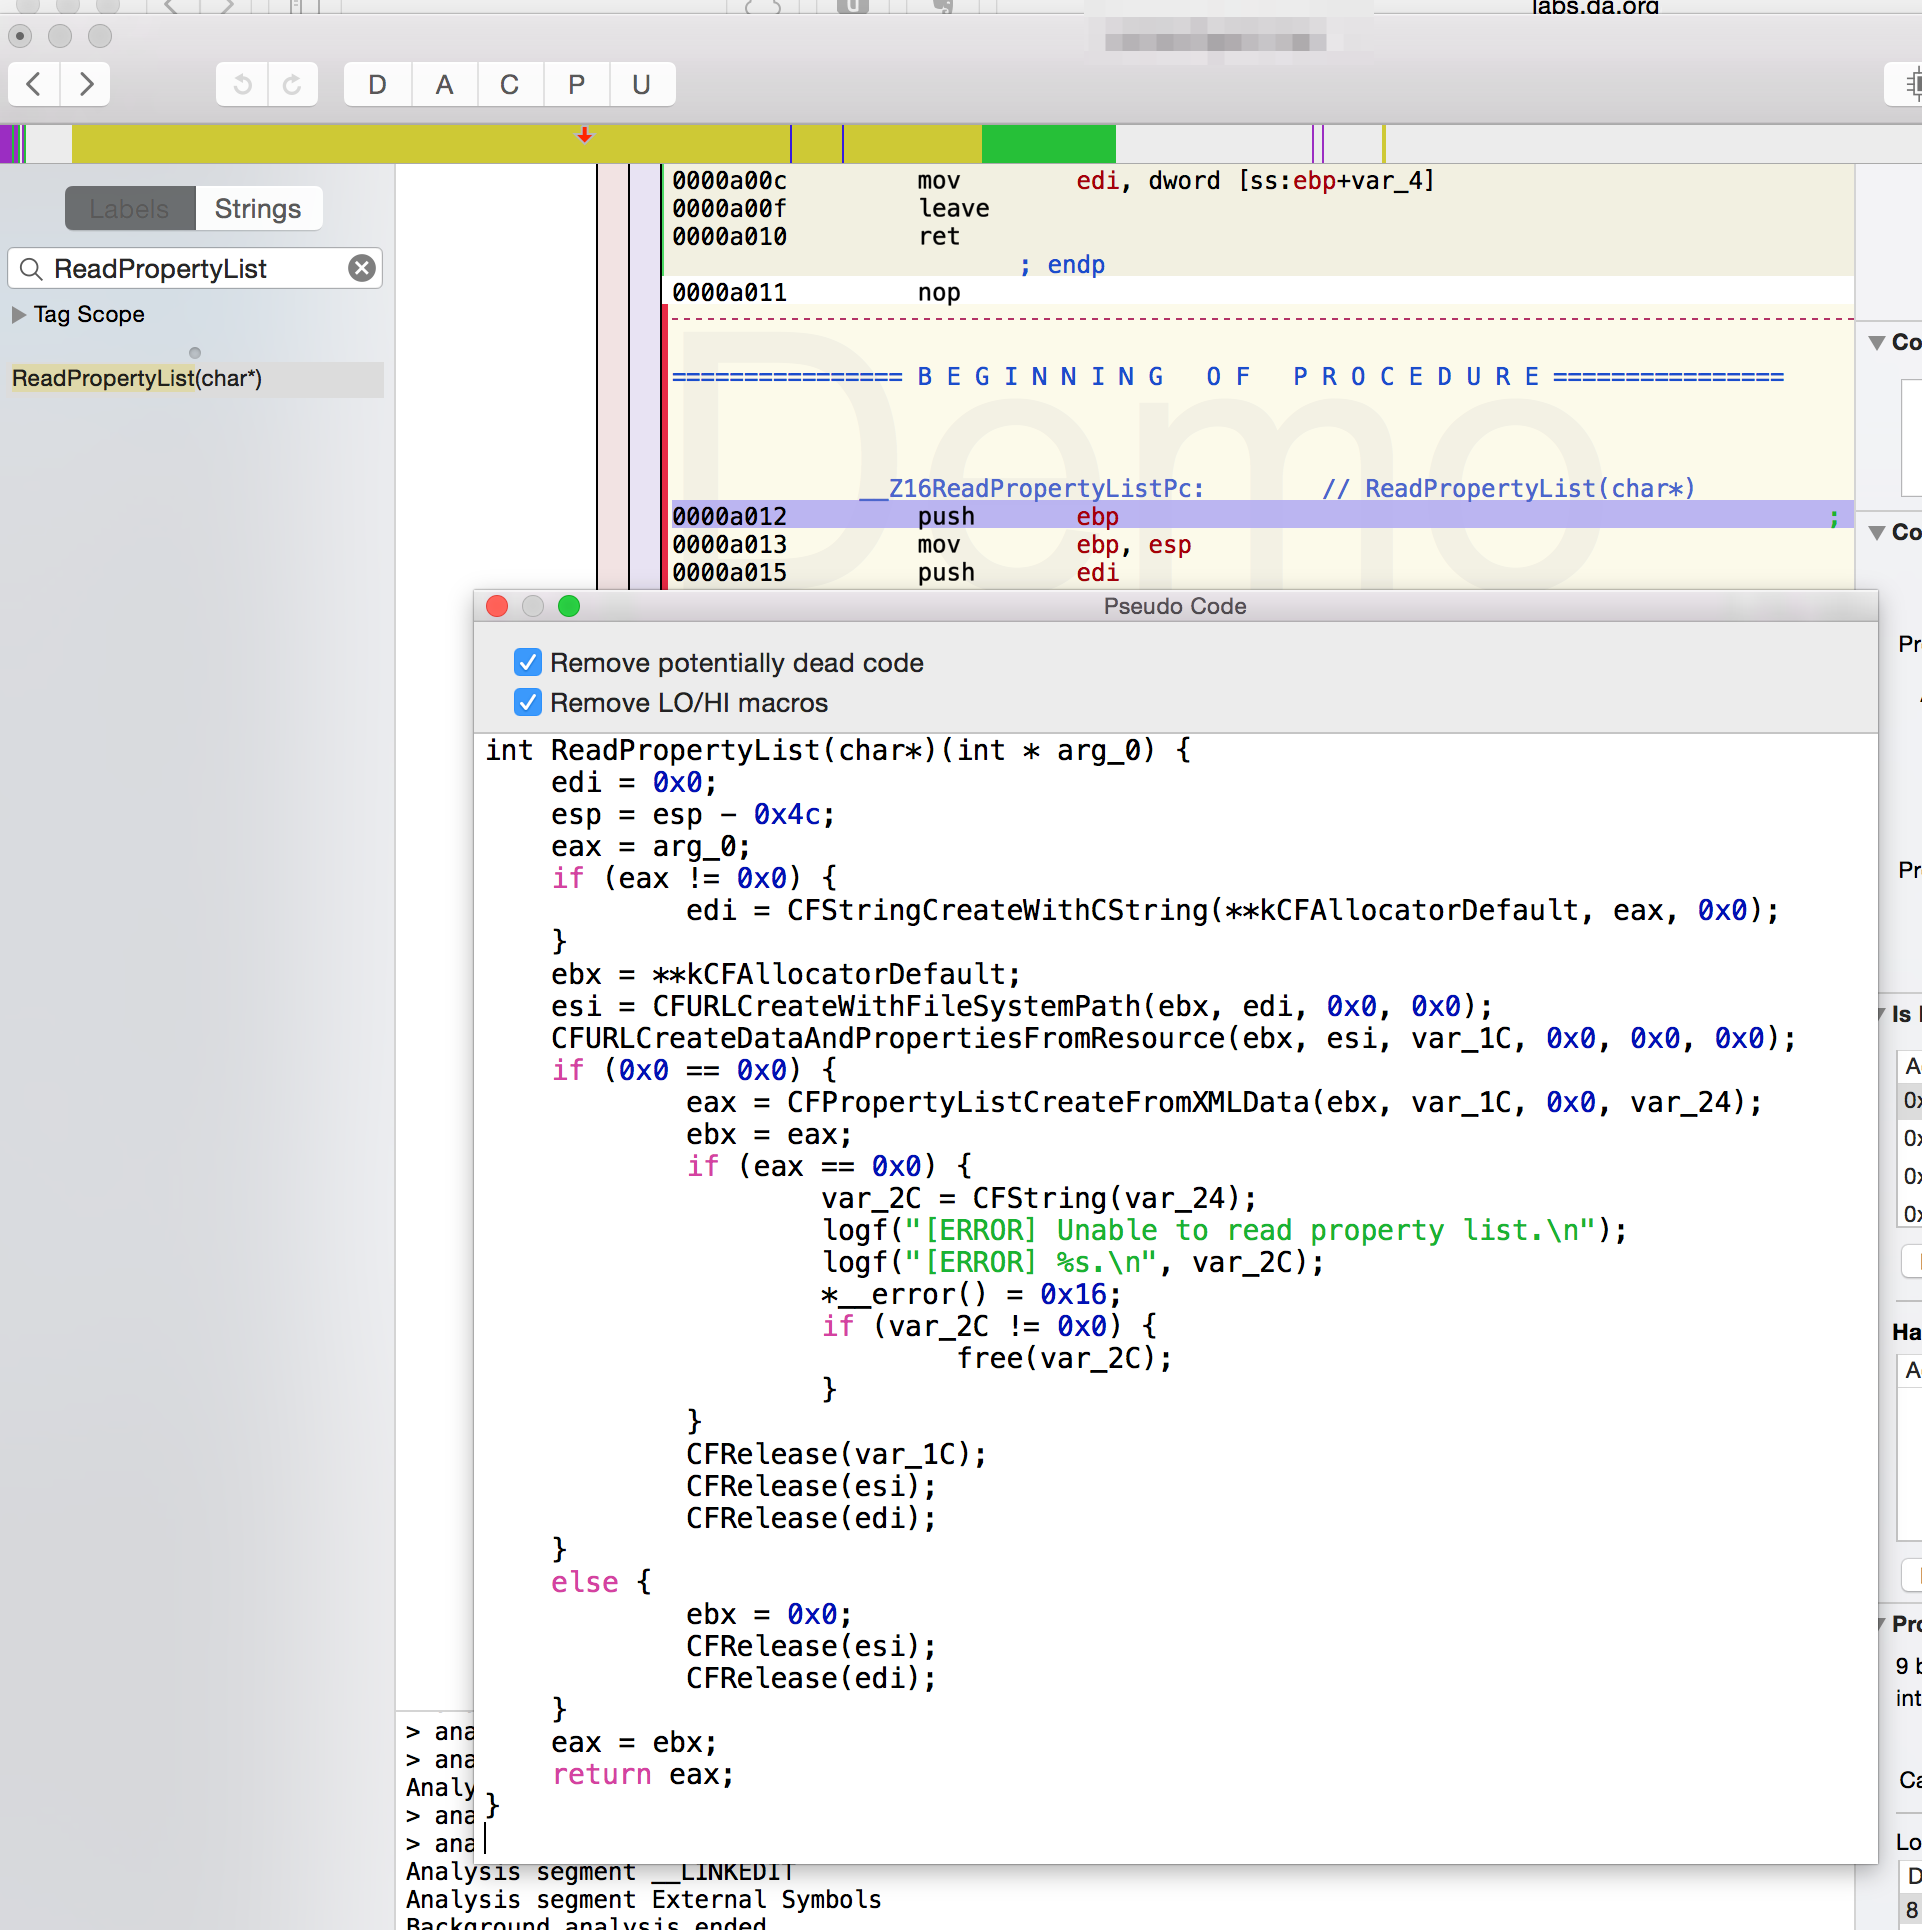 labs.da.org
D A C P U
Labels Strings
ReadPropertyList
Tag Scope
ReadPropertyList(char*)
0000a00c mov edi, dword [ss:ebp+var_4]
0000a00f leave
0000a010 ret
; endp
0000a011 nop
Demo
================ B E G I N N I N G   O F   P R O C E D U R E ================
__Z16ReadPropertyListPc: // ReadPropertyList(char*)
0000a012 push ebp ;
0000a013 mov ebp, esp
0000a015 push edi
Pseudo Code
Remove potentially dead code
Remove LO/HI macros
int ReadPropertyList(char*)(int * arg_0) {
edi = 0x0;
esp = esp - 0x4c;
eax = arg_0;
if (eax != 0x0) {
edi = CFStringCreateWithCString(**kCFAllocatorDefault, eax, 0x0);
}
ebx = **kCFAllocatorDefault;
esi = CFURLCreateWithFileSystemPath(ebx, edi, 0x0, 0x0);
CFURLCreateDataAndPropertiesFromResource(ebx, esi, var_1C, 0x0, 0x0, 0x0);
if (0x0 == 0x0) {
eax = CFPropertyListCreateFromXMLData(ebx, var_1C, 0x0, var_24);
ebx = eax;
if (eax == 0x0) {
var_2C = CFString(var_24);
logf("[ERROR] Unable to read property list.\n");
logf("[ERROR] %s.\n", var_2C);
*__error() = 0x16;
if (var_2C != 0x0) {
free(var_2C);
}
}
CFRelease(var_1C);
CFRelease(esi);
CFRelease(edi);
}
else {
ebx = 0x0;
CFRelease(esi);
CFRelease(edi);
}
eax = ebx;
return eax;
}
> ana
> ana
Analy
> ana
> ana
Analysis segment __LINKEDIT
Analysis segment External Symbols
Background analysis ended
Co
Co
Pr
Pr
Is
A
0x
0x
0x
0x
Ha
A
Pro
9 b
int
Ca
Lo
D
8